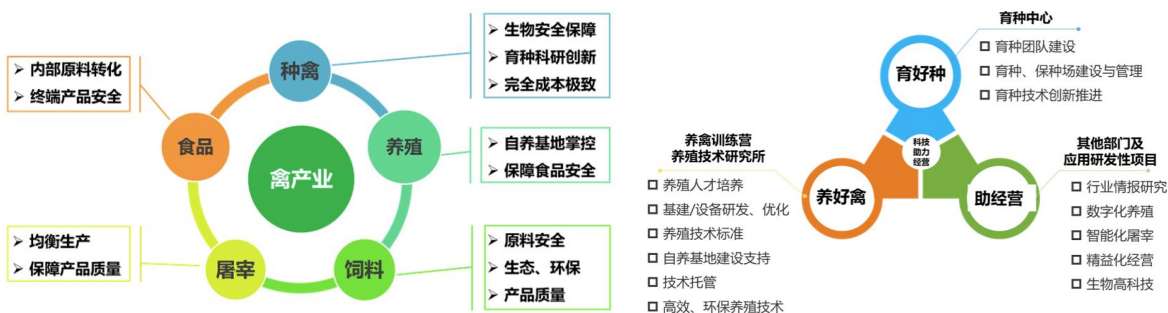 生物安全保障
育种科研创新
完全成本极致
种禽
内部原料转化
终端产品安全
食品
养殖
自养基地掌控
保障食品安全
禽产业
均衡生产
保障产品质量
屠宰
饲料
原料安全
生态、环保
产品质量
育种中心
育种团队建设
育种、保种场建设与管理
育种技术创新推进
育好种
科技
助力
经营
养禽训练营
养殖技术研究所
养殖人才培养
基建/设备研发、优化
养殖技术标准
自养基地建设支持
技术托管
高效、环保养殖技术
养好禽
助经营
其他部门及
应用研发性项目
行业情报研究
数字化养殖
智能化屠宰
精益化经营
生物高科技